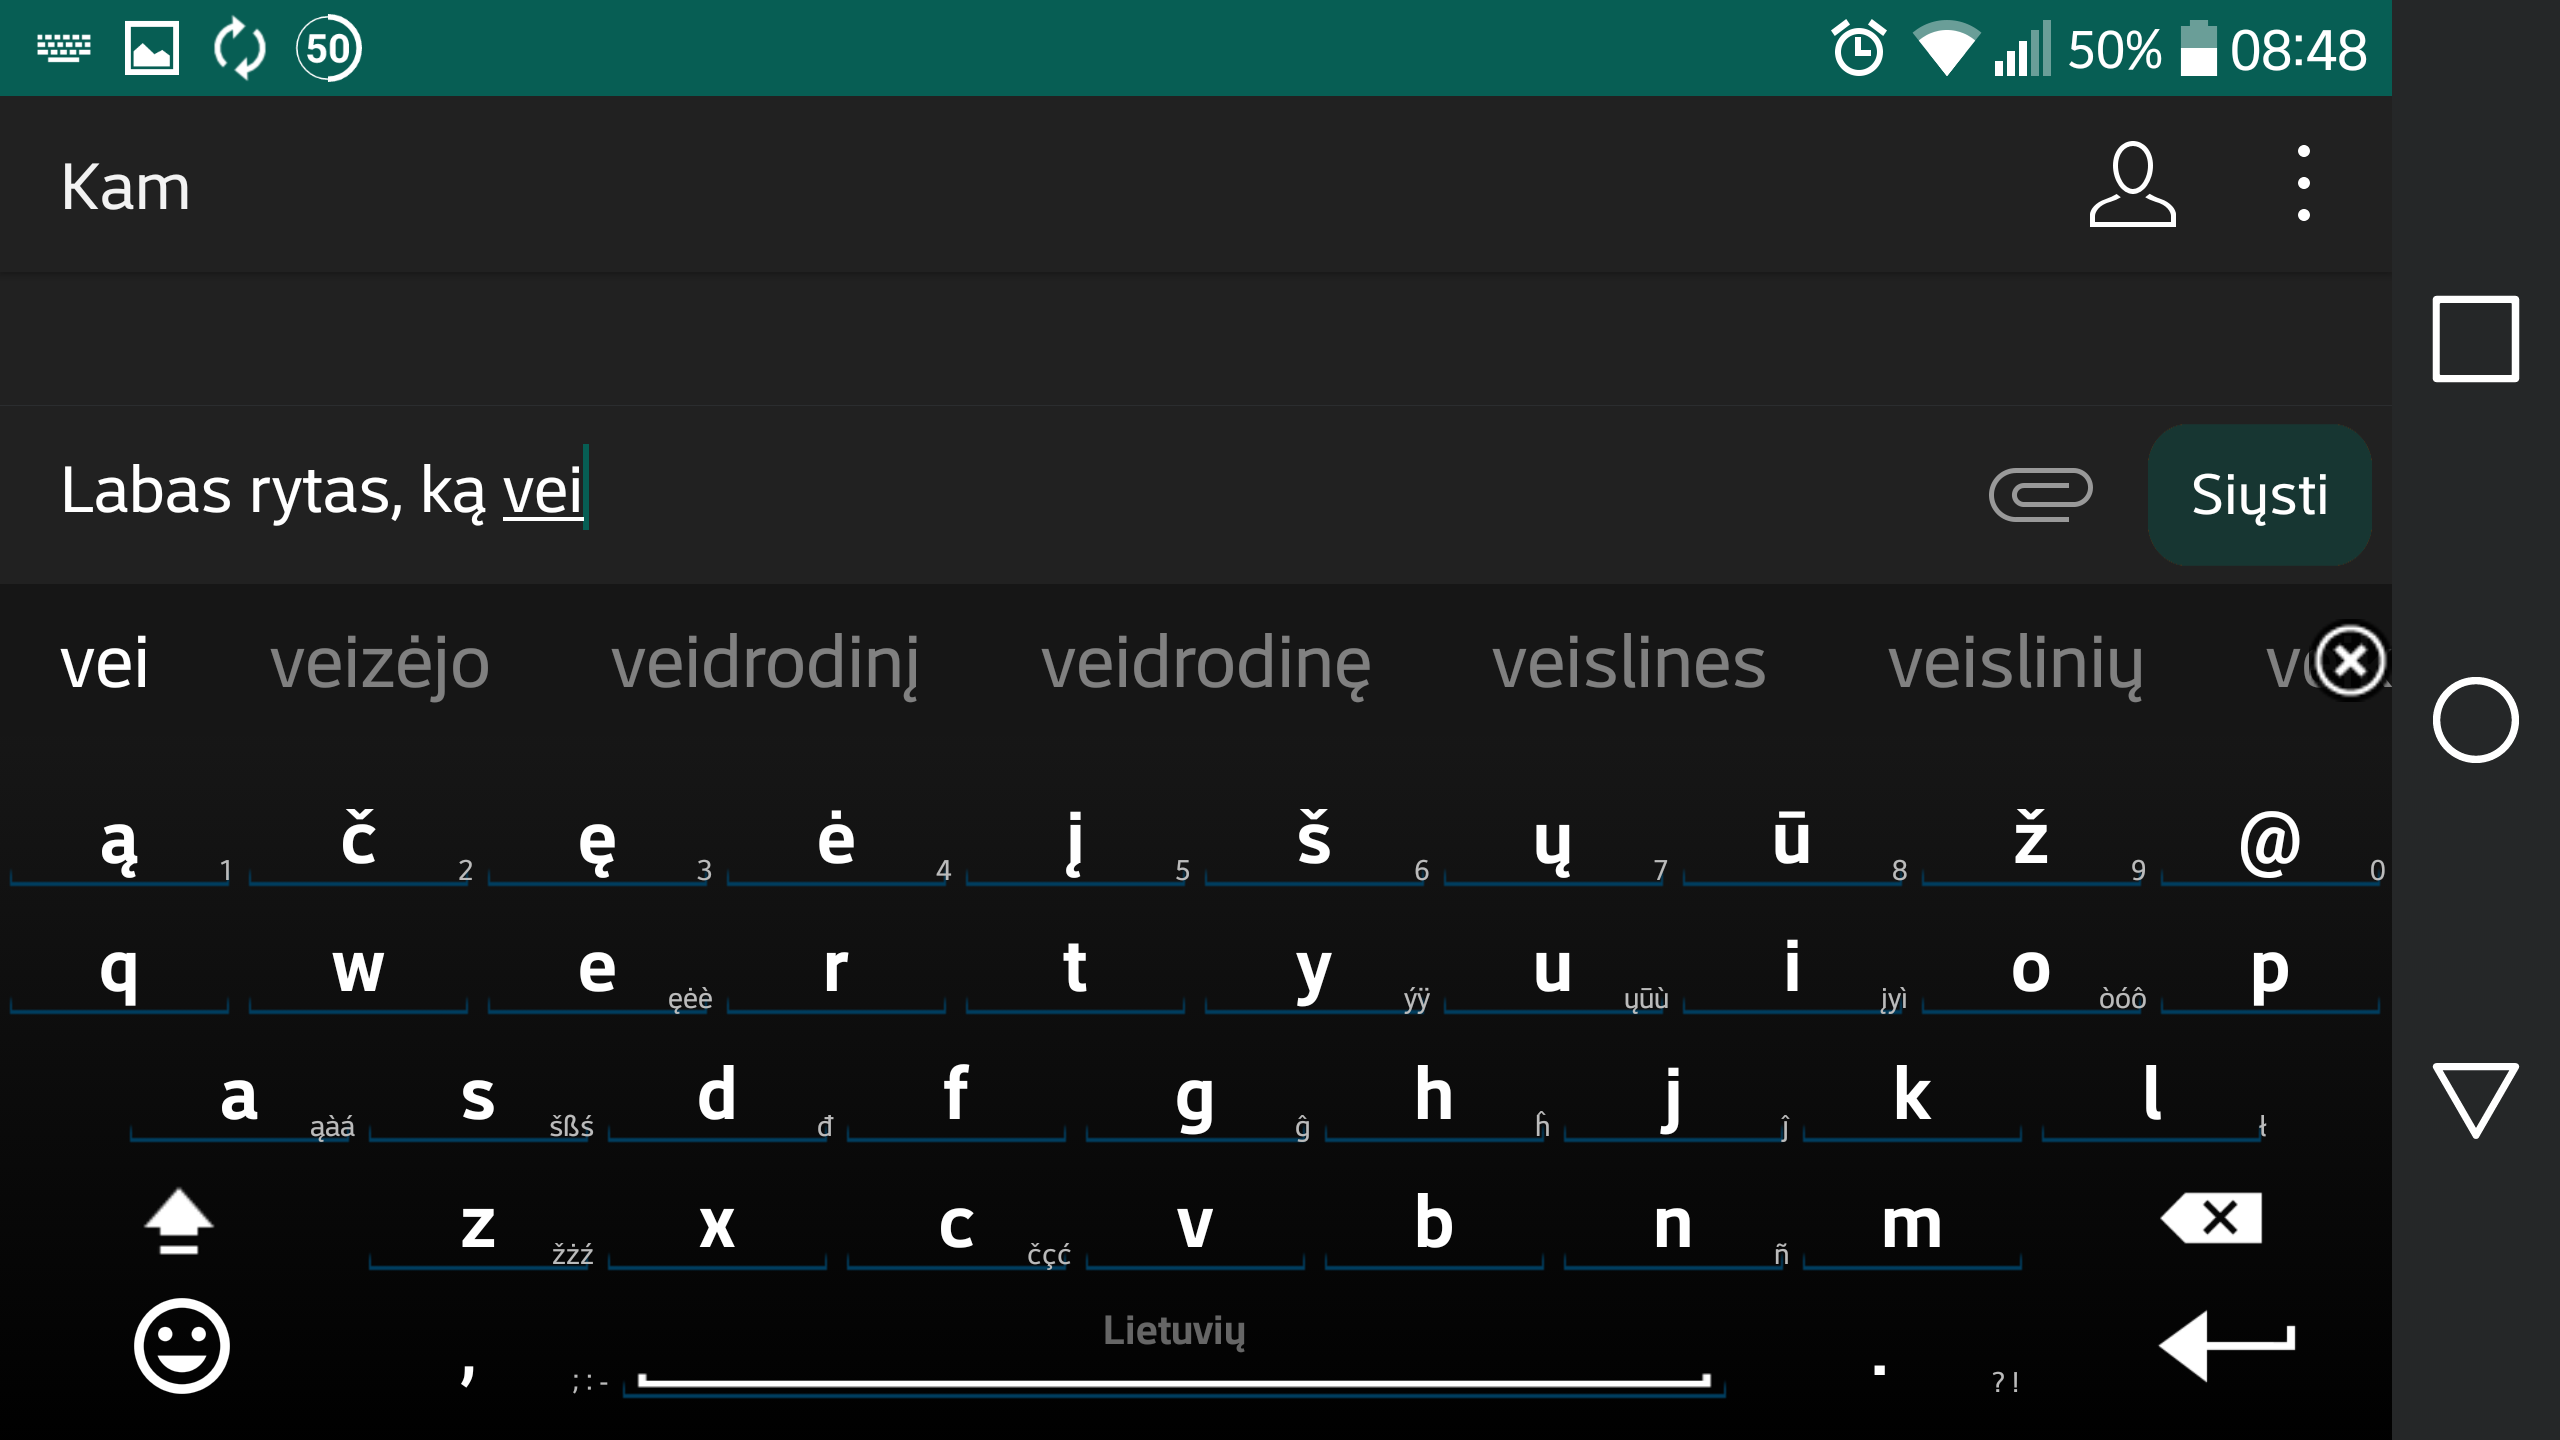 50 50% 08:48
Kam
Labas rytas, ką vei Siųsti
vei veizėjo veidrodinį veidrodinę veislines veislinių
ą 1 č 2 ę 3 ė 4 į 5 š 6 ų 7 ū 8 ž 9 @ 0
q w e ęėè r t y ýÿ u ųūù i įyì o òóô p
a ąàá s šßś d đ f g ĝ h ĥ j ĵ k l ł
z žżź x c čçć v b n ñ m
, ;:- Lietuvių . ?!